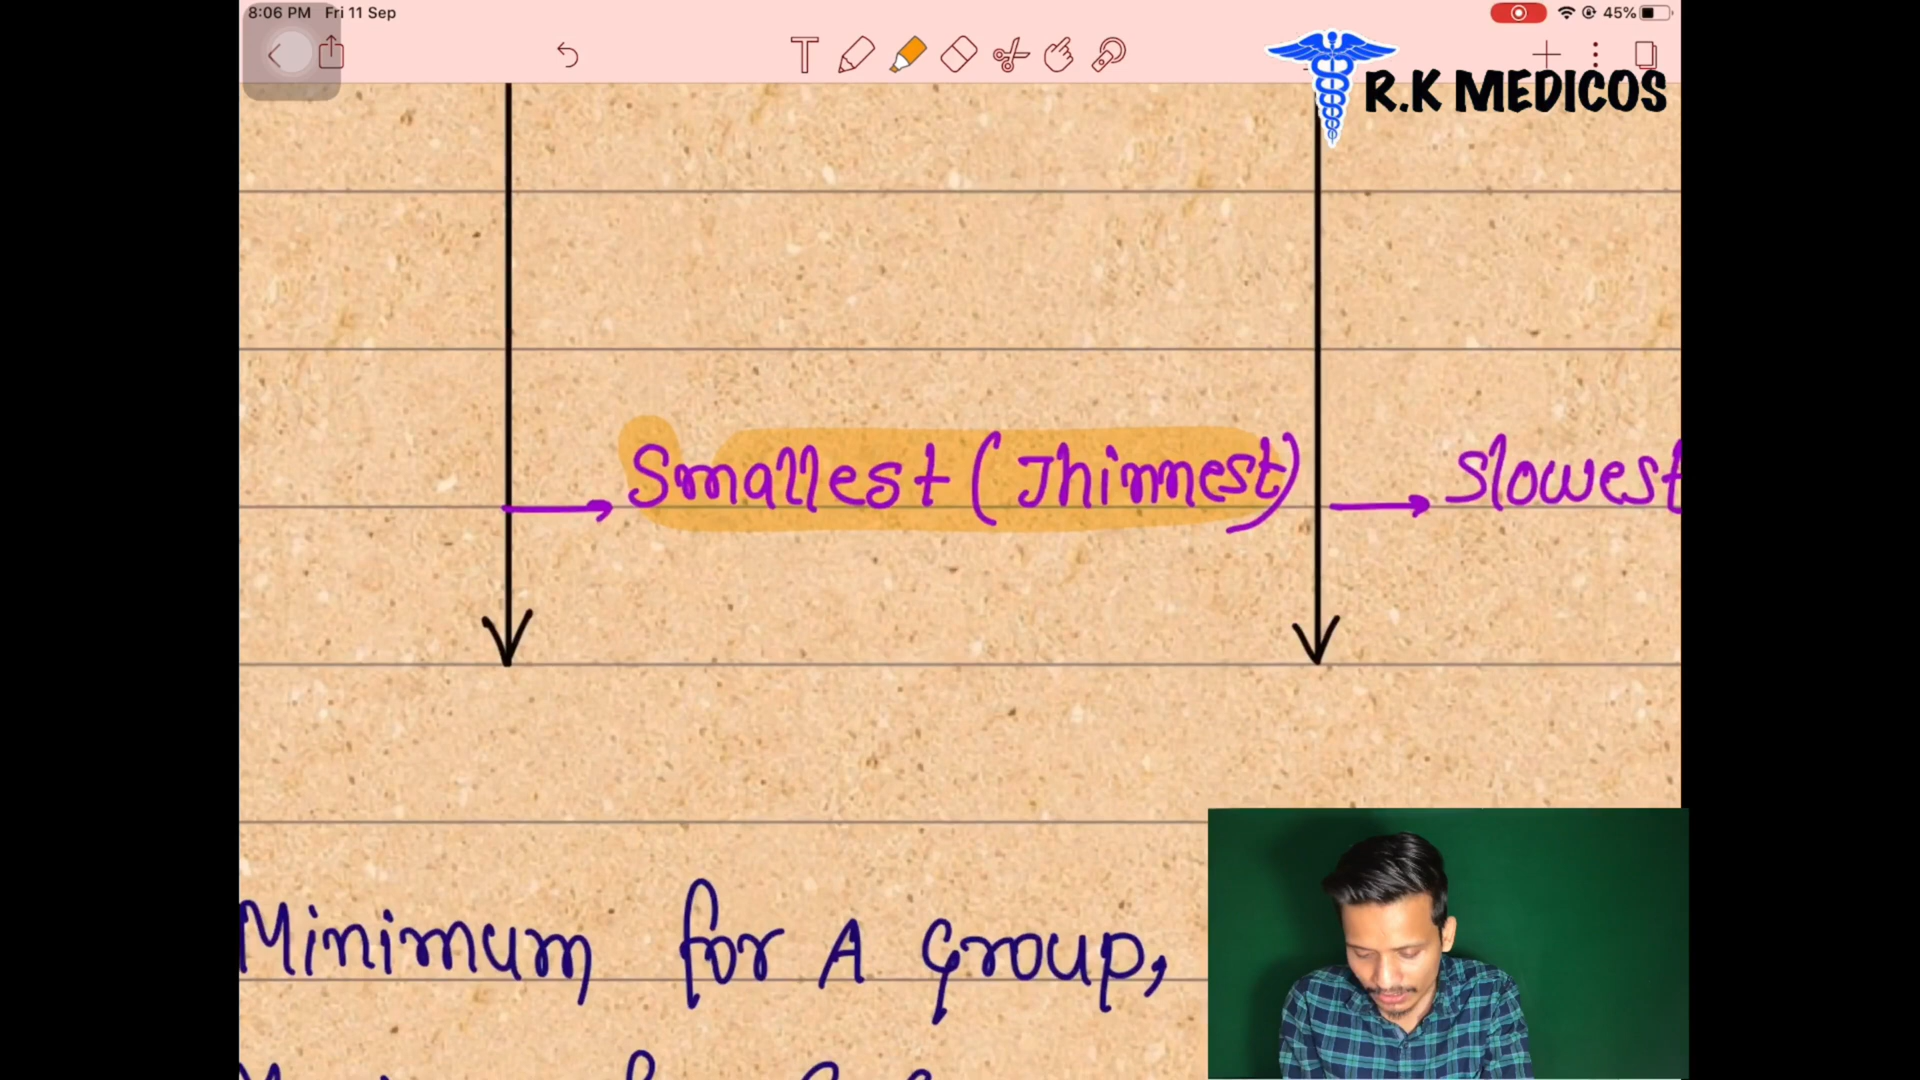 8:06 PM Fri 11 Sep
45%
R.K MEDICOS
Smallest (Thinnest)
Slowest
Minimum for A Group,